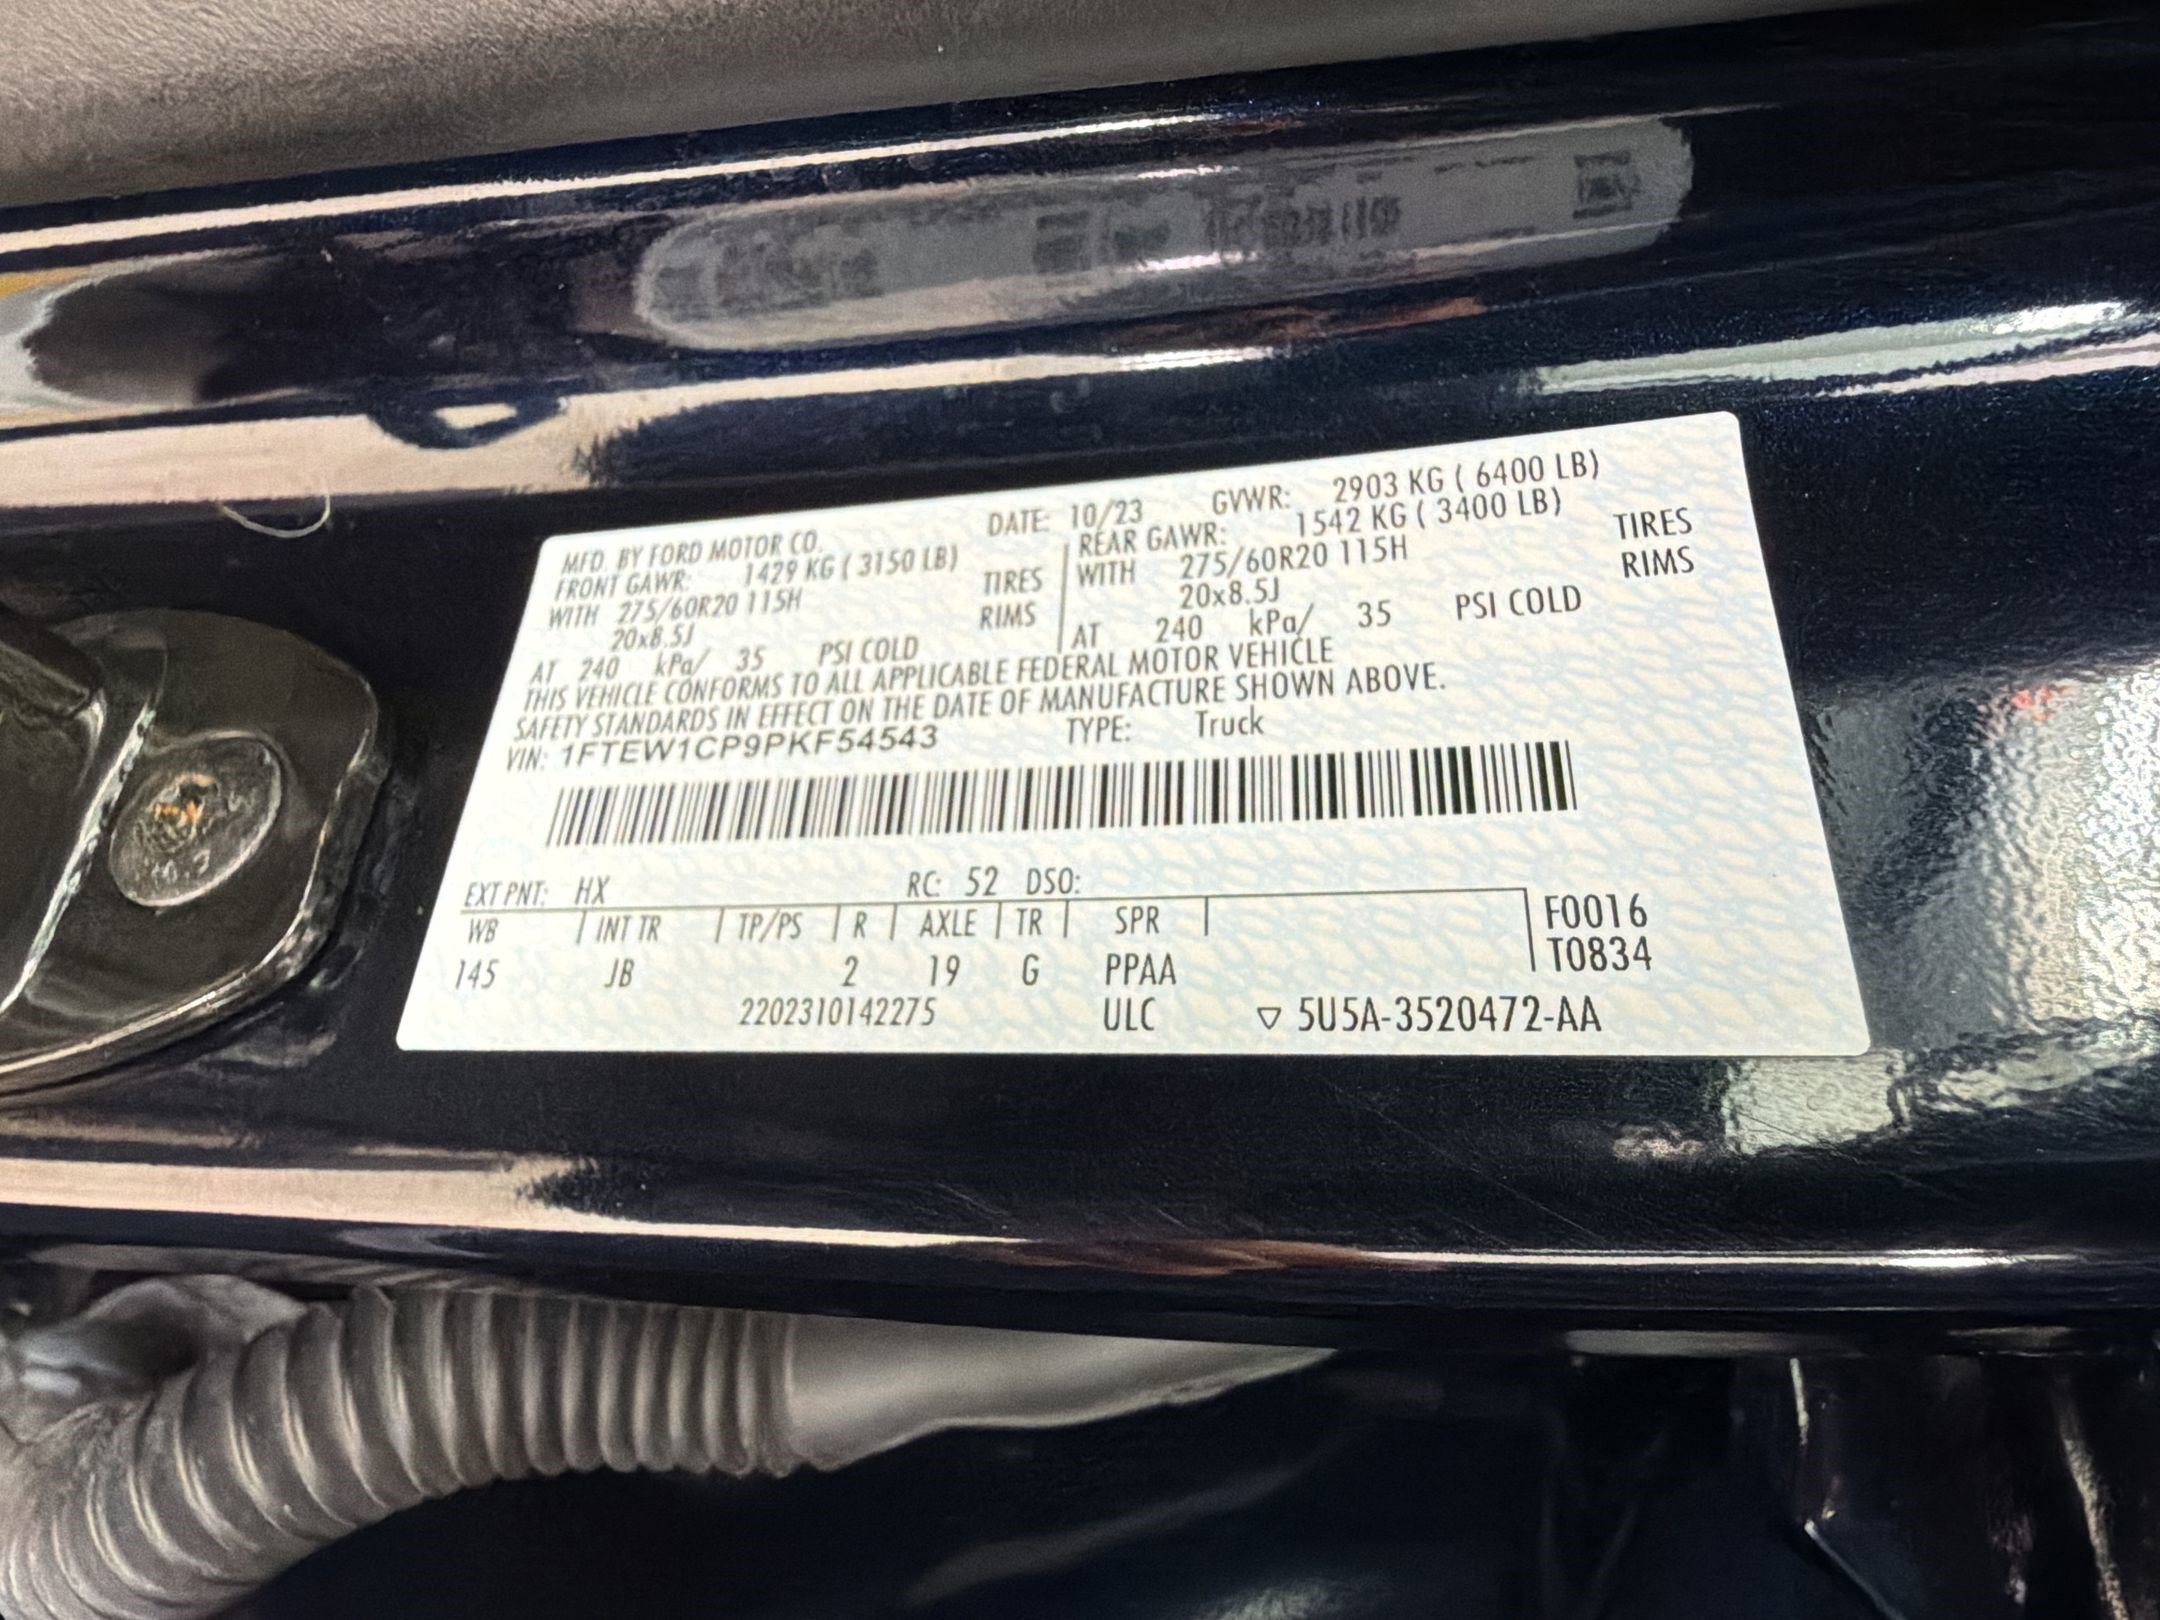 MFD. BY FORD MOTOR CO. DATE: 10/23 GVWR: 2903 KG ( 6400 LB)
FRONT GAWR: 1429 KG ( 3150 LB) REAR GAWR: 1542 KG ( 3400 LB)
WITH 275/60R20 115H TIRES WITH 275/60R20 115H TIRES
20x8.5J RIMS 20x8.5J RIMS
AT 240 kPa/ 35 PSI COLD AT 240 kPa/ 35 PSI COLD
THIS VEHICLE CONFORMS TO ALL APPLICABLE FEDERAL MOTOR VEHICLE
SAFETY STANDARDS IN EFFECT ON THE DATE OF MANUFACTURE SHOWN ABOVE.
VIN: 1FTEW1CP9PKF54543 TYPE: Truck
EXT PNT: HX RC: 52 DSO:
WB INT TR TP/PS R AXLE TR SPR F0016
145 JB 2 19 G PPAA T0834
2202310142275 ULC ▽ 5U5A-3520472-AA